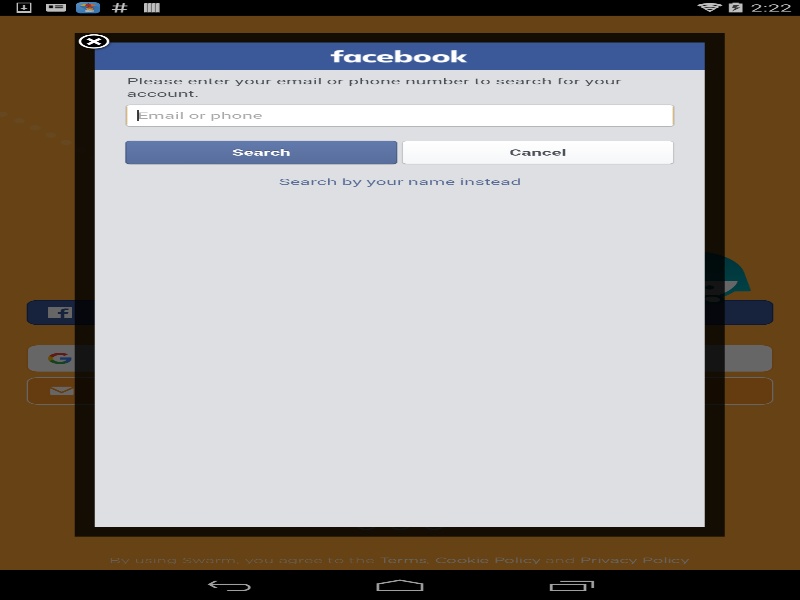 2:22
facebook
Please enter your email or phone number to search for your
account.
Email or phone
Search
Cancel
Search by your name instead
By using Swarm, you agree to the Terms, Cookie Policy and Privacy Policy